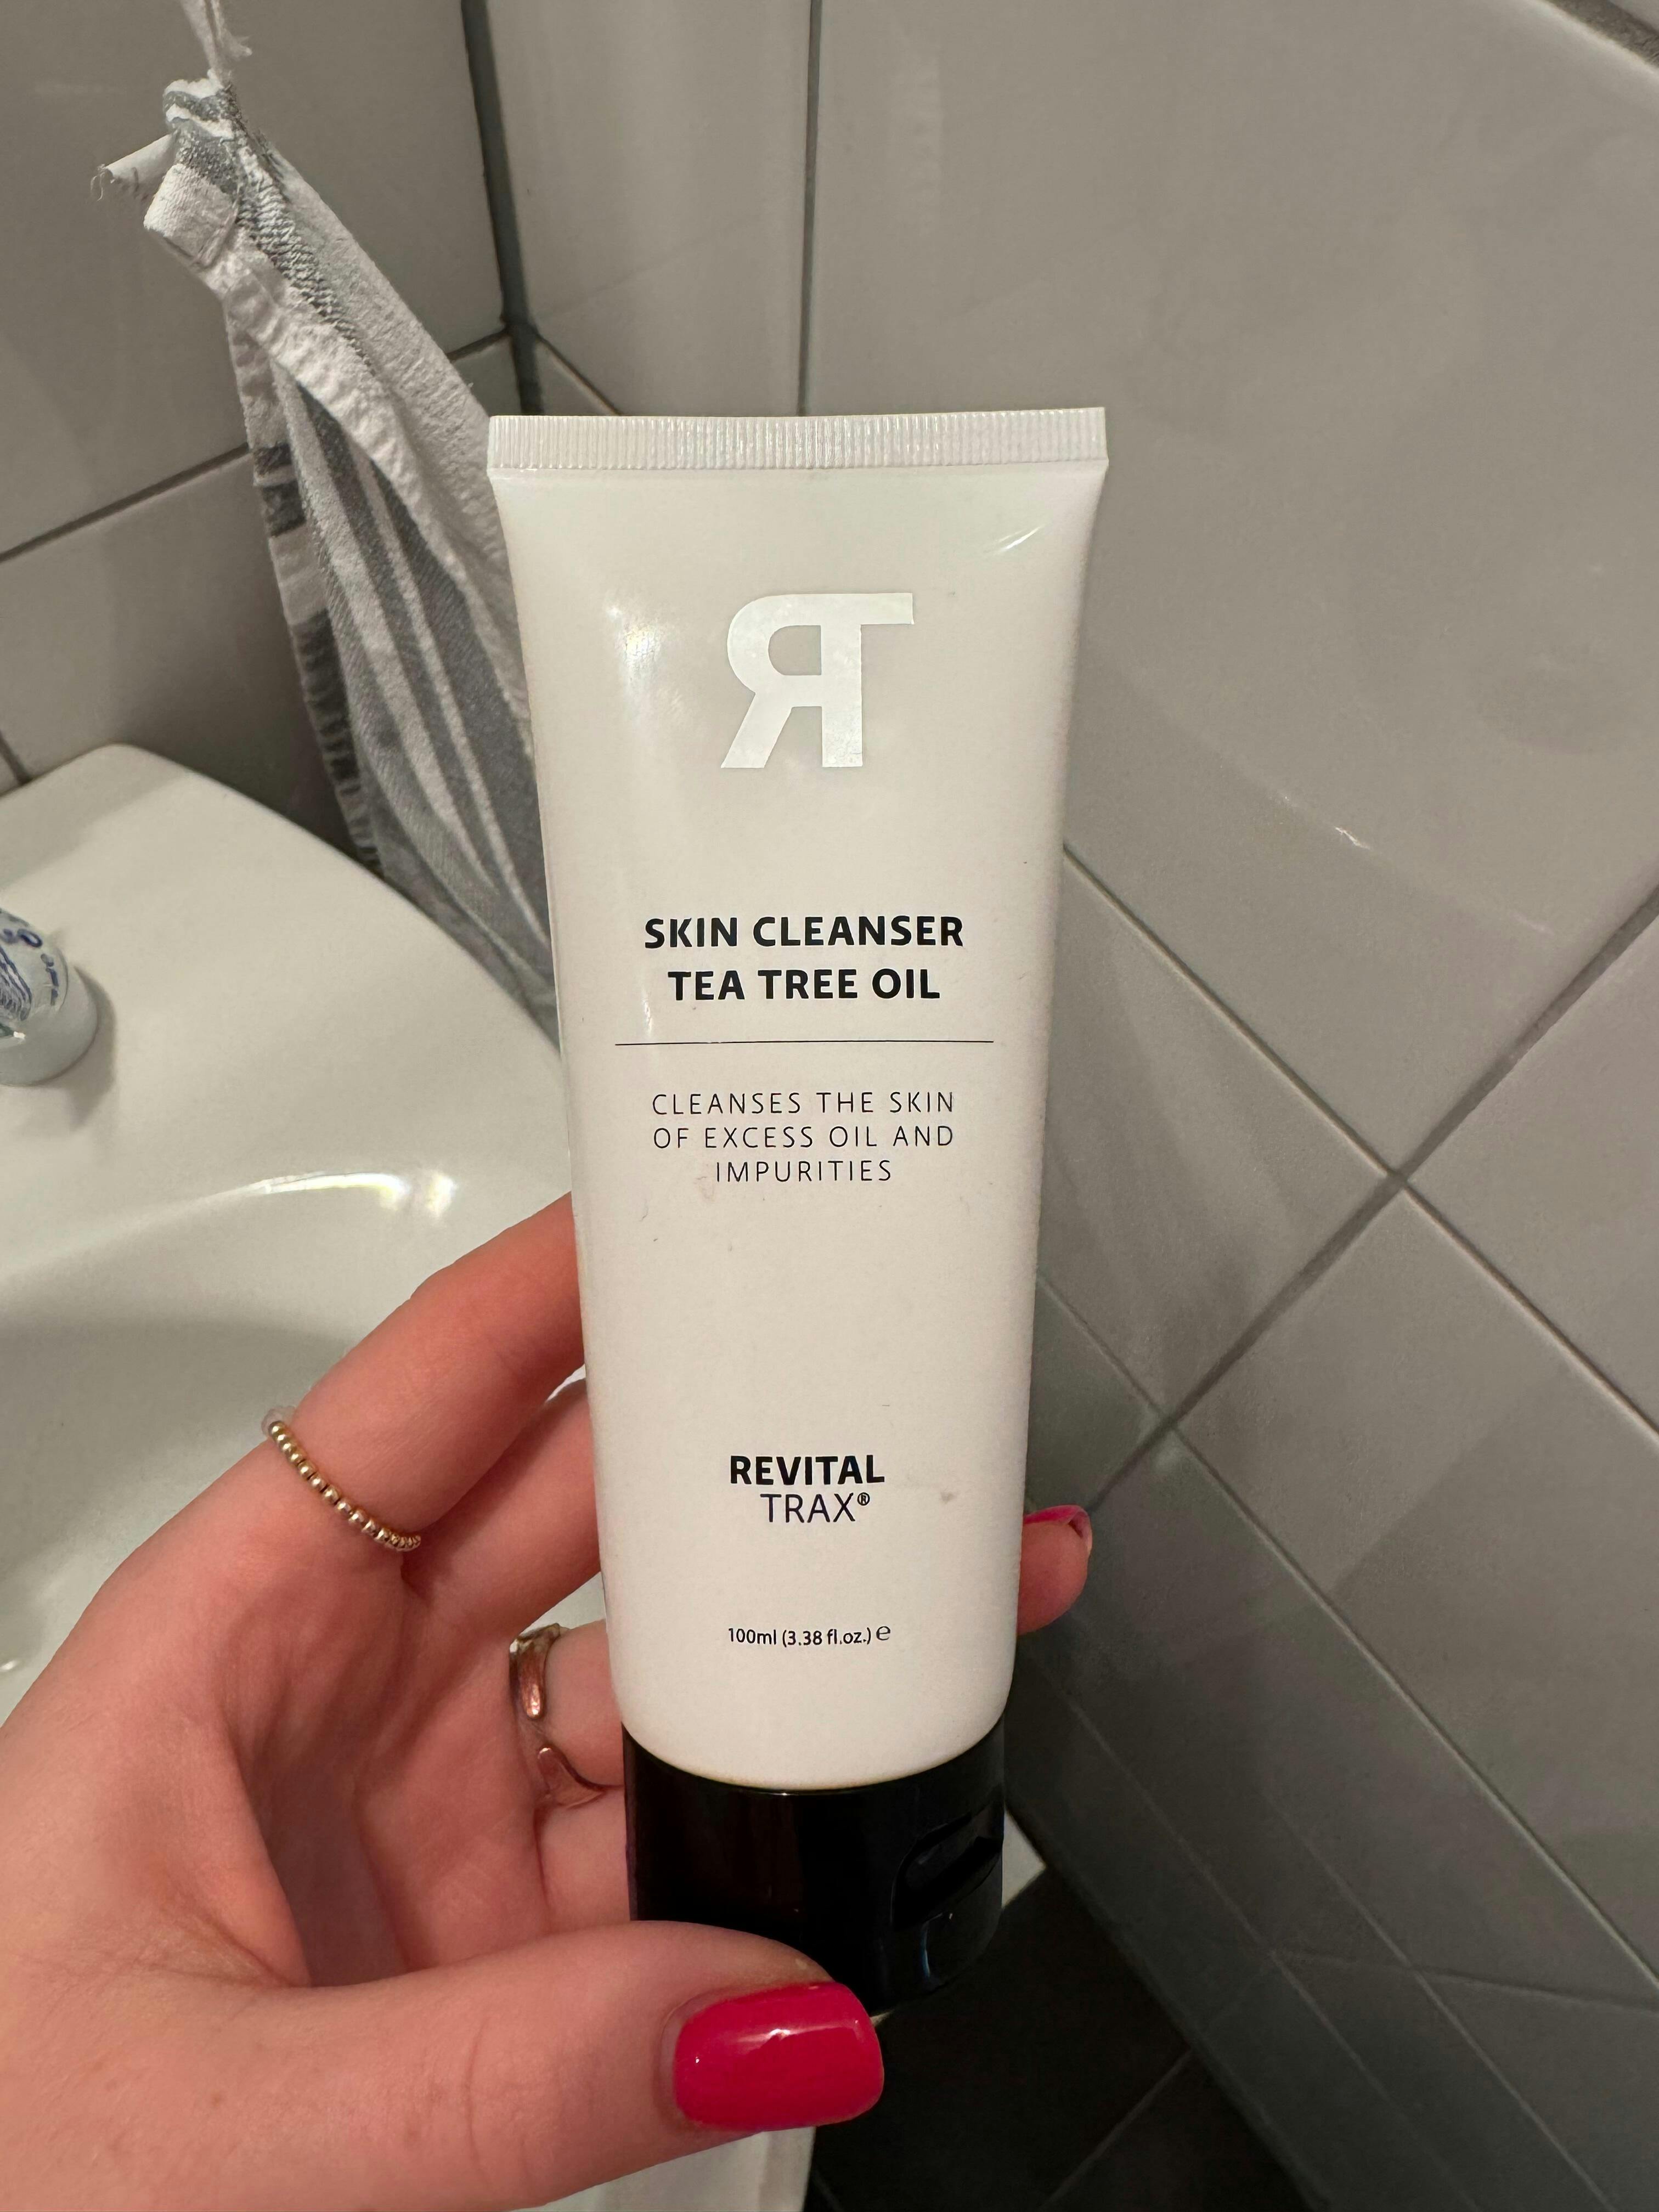 RT
SKIN CLEANSER
TEA TREE OIL
CLEANSES THE SKIN
OF EXCESS OIL AND
IMPURITIES
REVITAL
TRAX®
100ml (3.38 fl.oz.) ℮